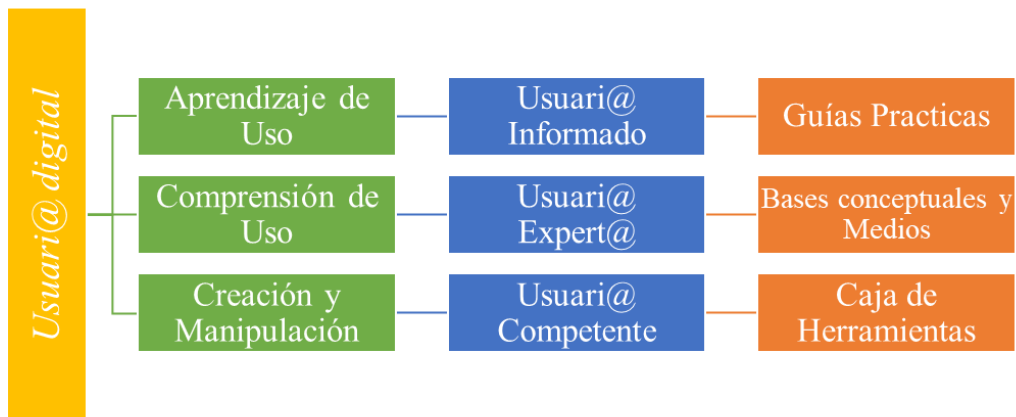 Usuari@ digital
Aprendizaje de
Uso
Usuari@
Informado
Guías Practicas
Comprensión de
Uso
Usuari@
Expert@
Bases conceptuales y
Medios
Creación y
Manipulación
Usuari@
Competente
Caja de
Herramientas